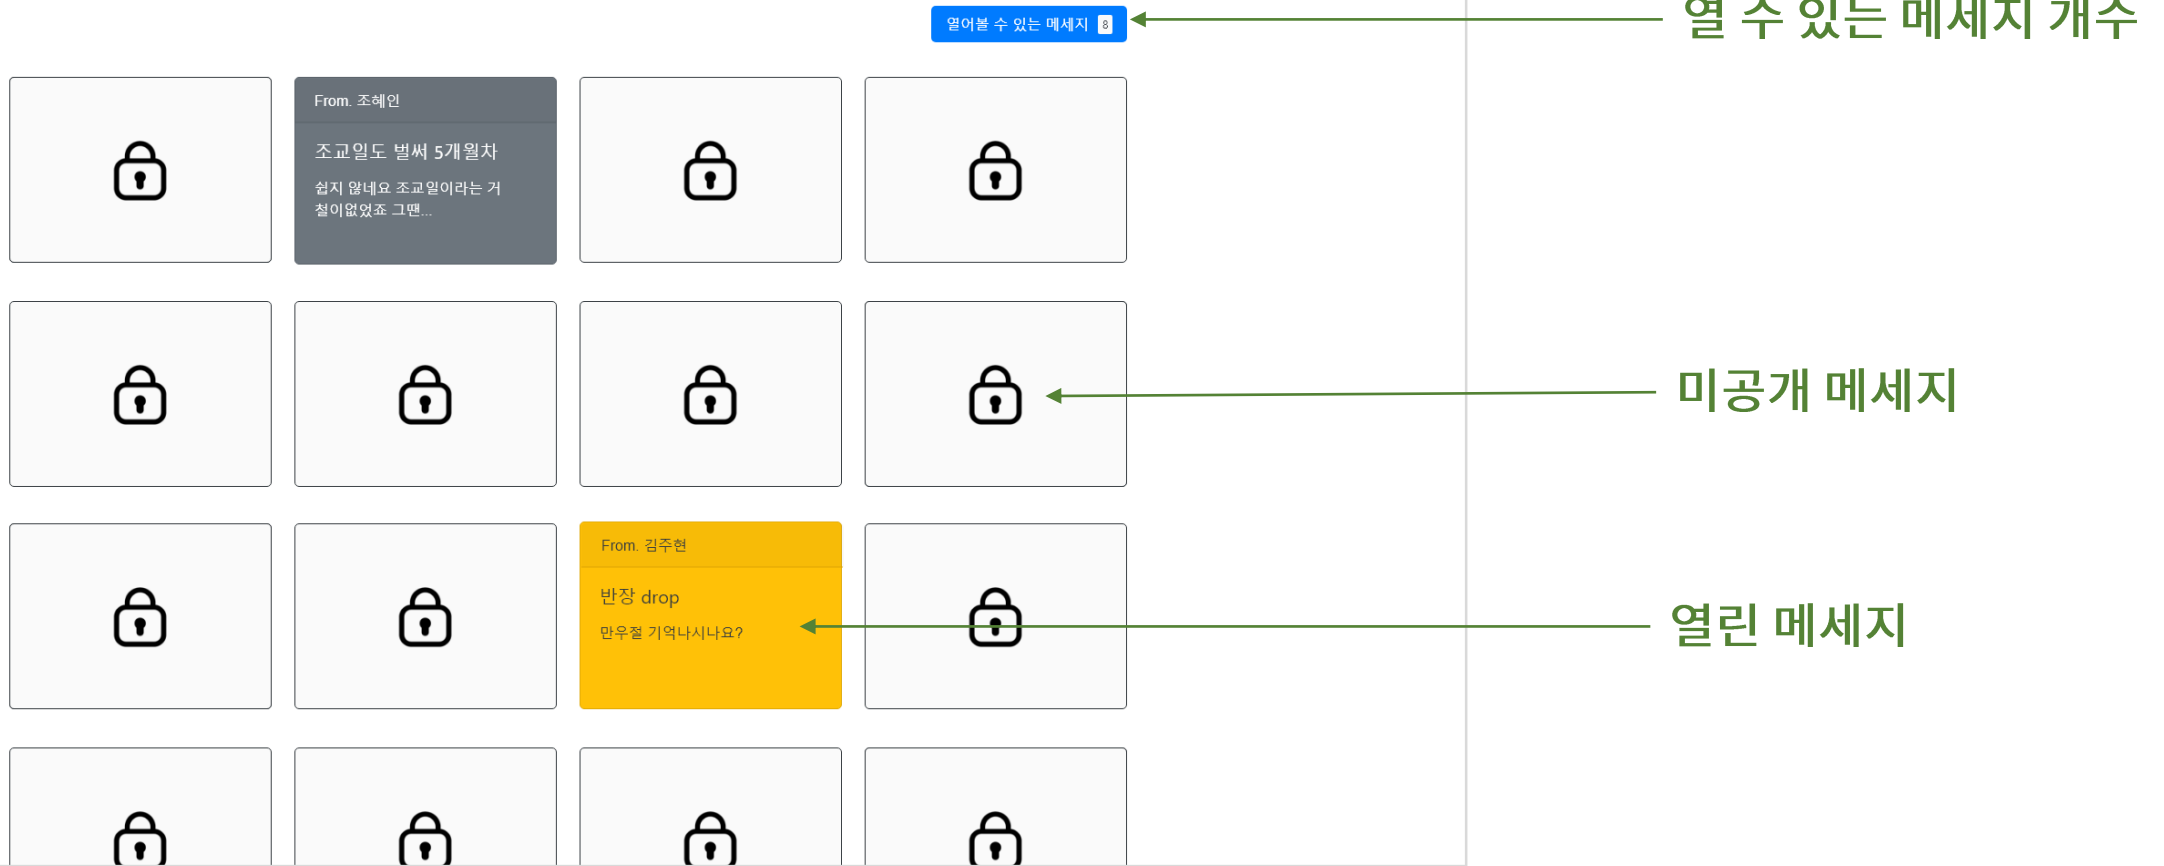 열어볼 수 있는 메세지 8
열 수 있는 메세지 개수
From. 조혜인
조교일도 벌써 5개월차
쉽지 않네요 조교일이라는 거
철이없었죠 그땐...
미공개 메세지
From. 김주현
반장 drop
만우절 기억나시나요?
열린 메세지